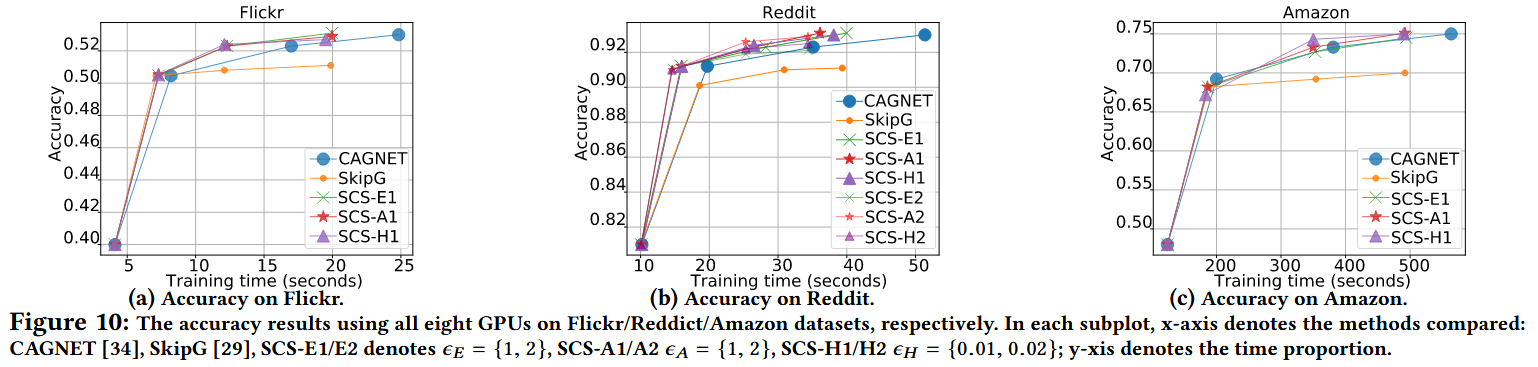 Flickr
0.52
0.50
0.48
0.46
0.44
0.42
0.40
Accuracy
5 10 15 20 25
Training time (seconds)
CAGNET
SkipG
SCS-E1
SCS-A1
SCS-H1
(a) Accuracy on Flickr.
Reddit
0.92
0.90
0.88
0.86
0.84
0.82
Accuracy
10 20 30 40 50
Training time (seconds)
CAGNET
SkipG
SCS-E1
SCS-A1
SCS-H1
SCS-E2
SCS-A2
SCS-H2
(b) Accuracy on Reddit.
Amazon
0.75
0.70
0.65
0.60
0.55
0.50
Accuracy
200 300 400 500
Training time (seconds)
CAGNET
SkipG
SCS-E1
SCS-A1
SCS-H1
(c) Accuracy on Amazon.
Figure 10: The accuracy results using all eight GPUs on Flickr/Reddict/Amazon datasets, respectively. In each subplot, x-axis denotes the methods compared:
CAGNET [34], SkipG [29], SCS-E1/E2 denotes ϵE = {1, 2}, SCS-A1/A2 ϵA = {1, 2}, SCS-H1/H2 ϵH = {0.01, 0.02}; y-xis denotes the time proportion.